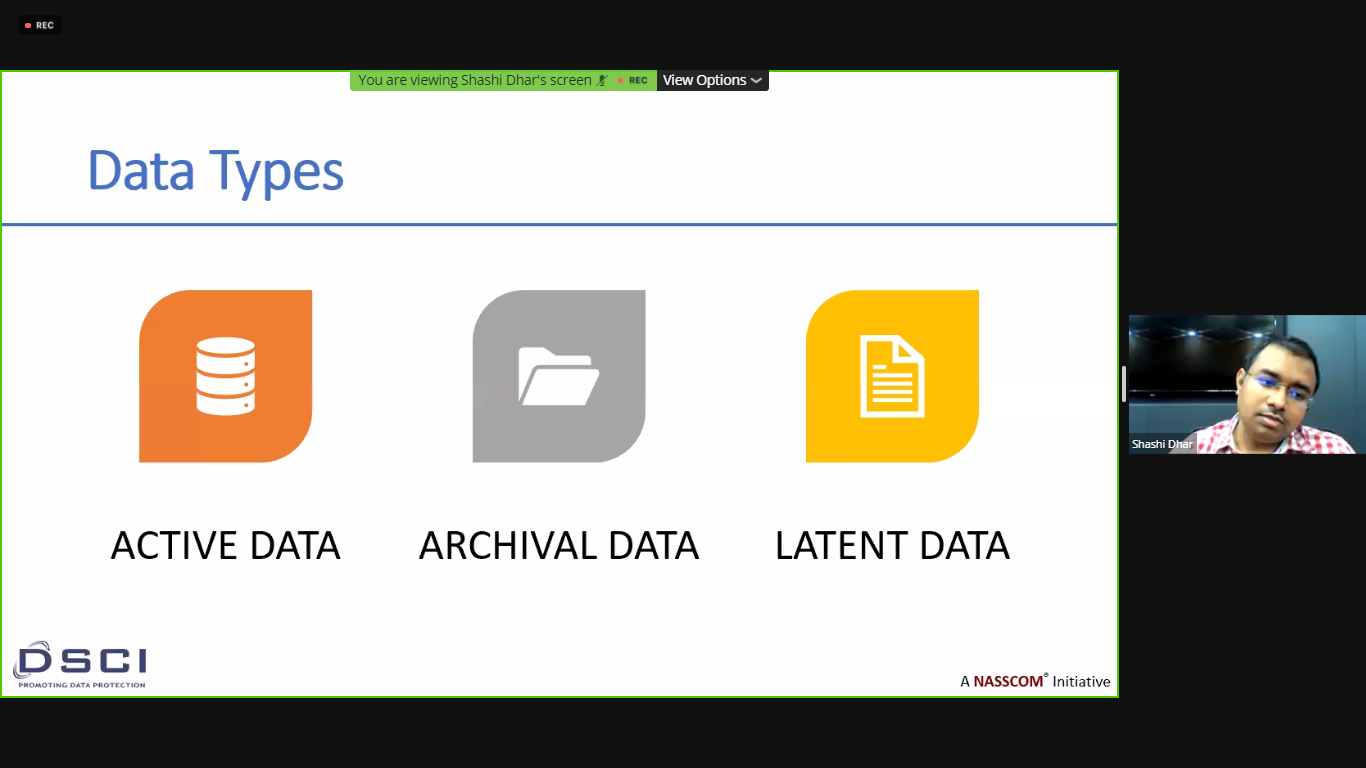 REC
You are viewing Shashi Dhar's screen REC View Options
Data Types
ACTIVE DATA ARCHIVAL DATA LATENT DATA
Shashi Dhar
DSCI
PROMOTING DATA PROTECTION
A NASSCOM® Initiative